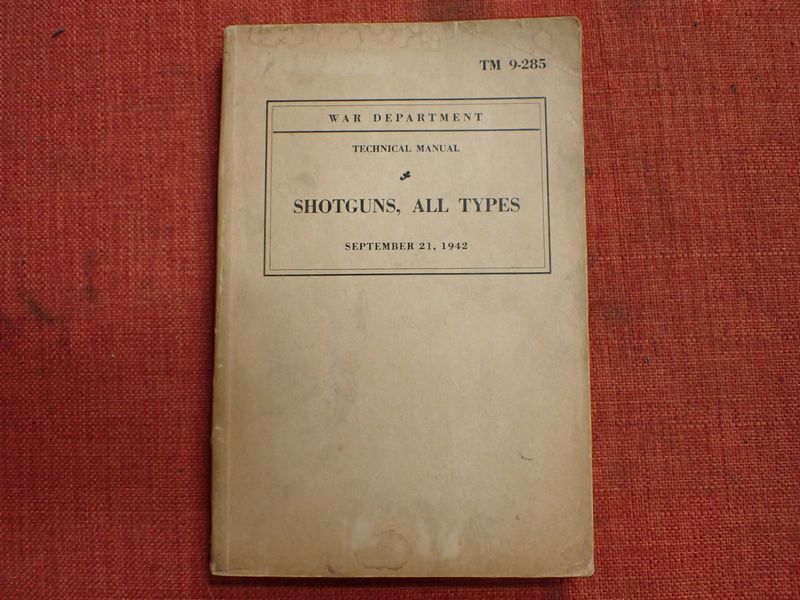 TM 9-285
WAR DEPARTMENT
TECHNICAL MANUAL
SHOTGUNS, ALL TYPES
SEPTEMBER 21, 1942